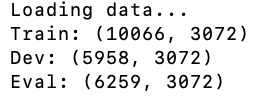 Loading data...
Train: (10066, 3072)
Dev: (5958, 3072)
Eval: (6259, 3072)